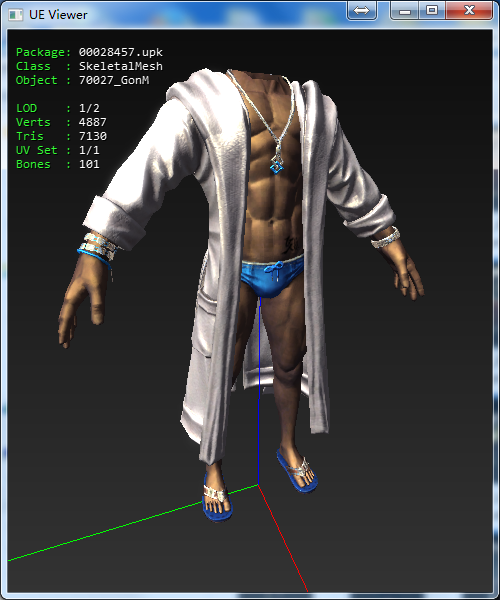 UE Viewer
Package: 00028457.upk
Class : SkeletalMesh
Object : 70027_GonM
LOD : 1/2
Verts : 4887
Tris : 7130
UV Set : 1/1
Bones : 101